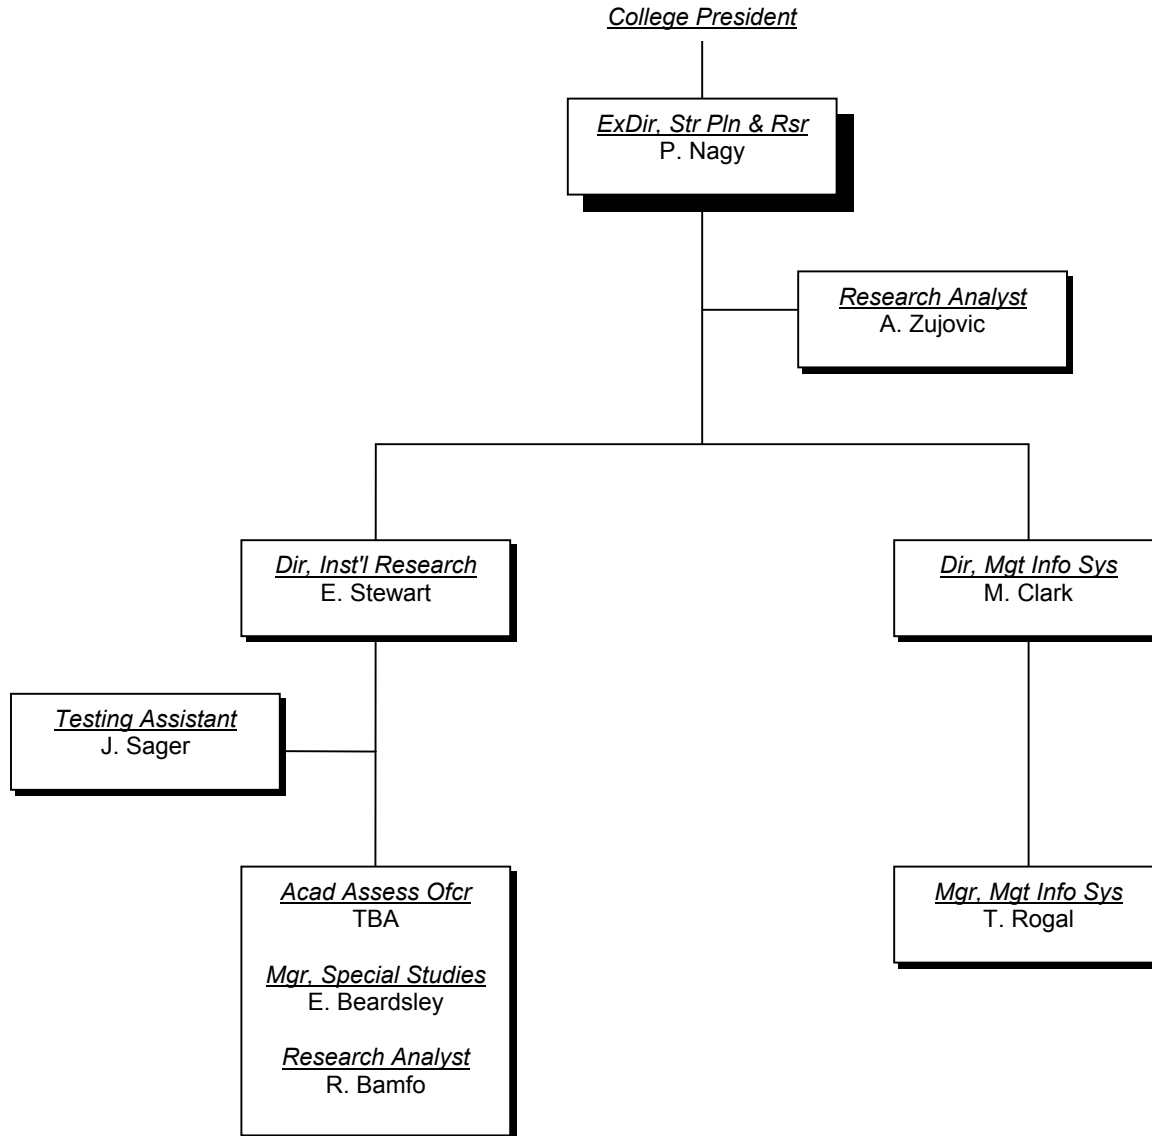 College President
ExDir, Str Pln & Rsr
P. Nagy
Research Analyst
A. Zujovic
Dir, Inst'l Research
E. Stewart
Dir, Mgt Info Sys
M. Clark
Testing Assistant
J. Sager
Acad Assess Ofcr
TBA
Mgr, Special Studies
E. Beardsley
Research Analyst
R. Bamfo
Mgr, Mgt Info Sys
T. Rogal